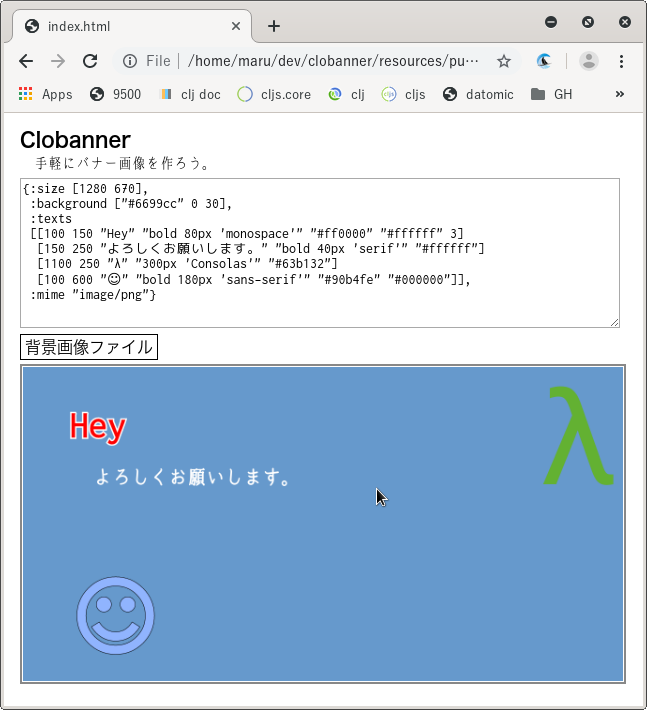 index.html
File | /home/maru/dev/clobanner/resources/pu…
Apps 9500 clj doc cljs.core clj cljs datomic GH »
Clobanner
手軽にバナー画像を作ろう。
{:size [1280 670],
:background ["#6699cc" 0 30],
:texts
[[100 150 "Hey" "bold 80px 'monospace'" "#ff0000" "#ffffff" 3]
[150 250 "よろしくお願いします。" "bold 40px 'serif'" "#ffffff"]
[1100 250 "λ" "300px 'Consolas'" "#63b132"]
[100 600 "☺" "bold 180px 'sans-serif'" "#90b4fe" "#000000"]],
:mime "image/png"}
背景画像ファイル
Hey
λ
よろしくお願いします。